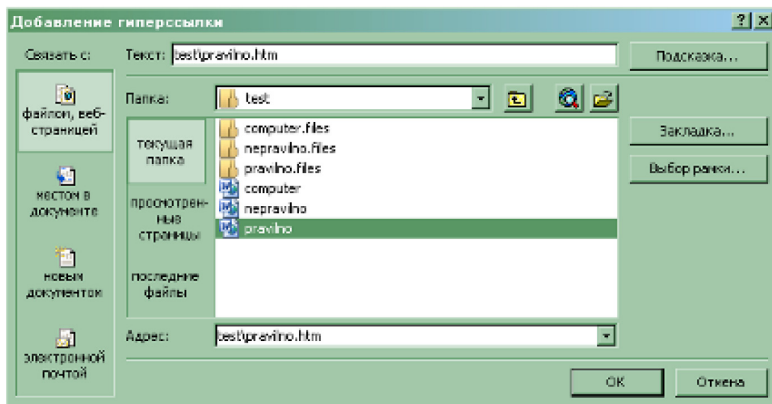 Добавление гиперссылки
Связать с:
Текст: test\pravilno.htm
Подсказка...
файлом, веб-
страницей
местом в
документе
новым
документом
электронной
почтой
Папка:
test
текущая
папка
просмотрен-
ные
страницы
последние
файлы
computer.files
nepravilno.files
pravilno.files
computer
nepravilno
pravilno
Закладка...
Выбор рамки...
Адрес:
test\pravilno.htm
ОК
Отмена